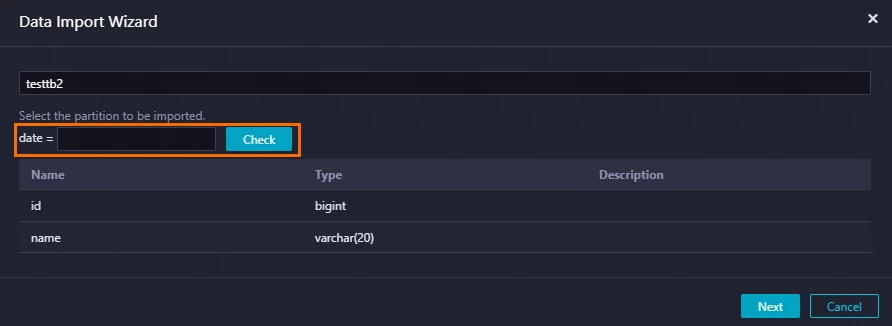 Data Import Wizard ×
testtb2
Select the partition to be imported.
date = Check
Name Type Description
id bigint
name varchar(20)
Next Cancel